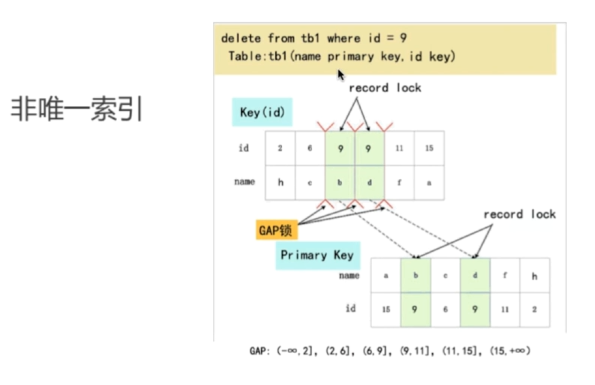 delete from tb1 where id = 9
Table:tb1(name primary key,id key)
非唯一索引
record lock
Key(id)
id 2 6 9 9 11 15
name h c b d f a
GAP锁
record lock
Primary Key
name a b c d f h
id 15 9 6 9 11 2
GAP: (-∞,2], (2,6], (6,9], (9,11], (11,15], (15,+∞)